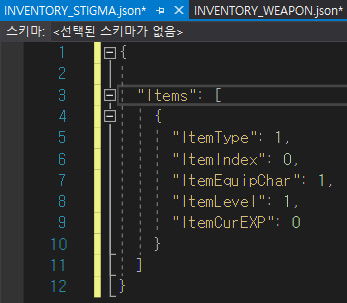 INVENTORY_STIGMA.json* INVENTORY_WEAPON.json*
스키마: <선택된 스키마가 없음>
1 {
2
3 "Items": [
4 {
5 "ItemType": 1,
6 "ItemIndex": 0,
7 "ItemEquipChar": 1,
8 "ItemLevel": 1,
9 "ItemCurEXP": 0
10 }
11 ]
12 }